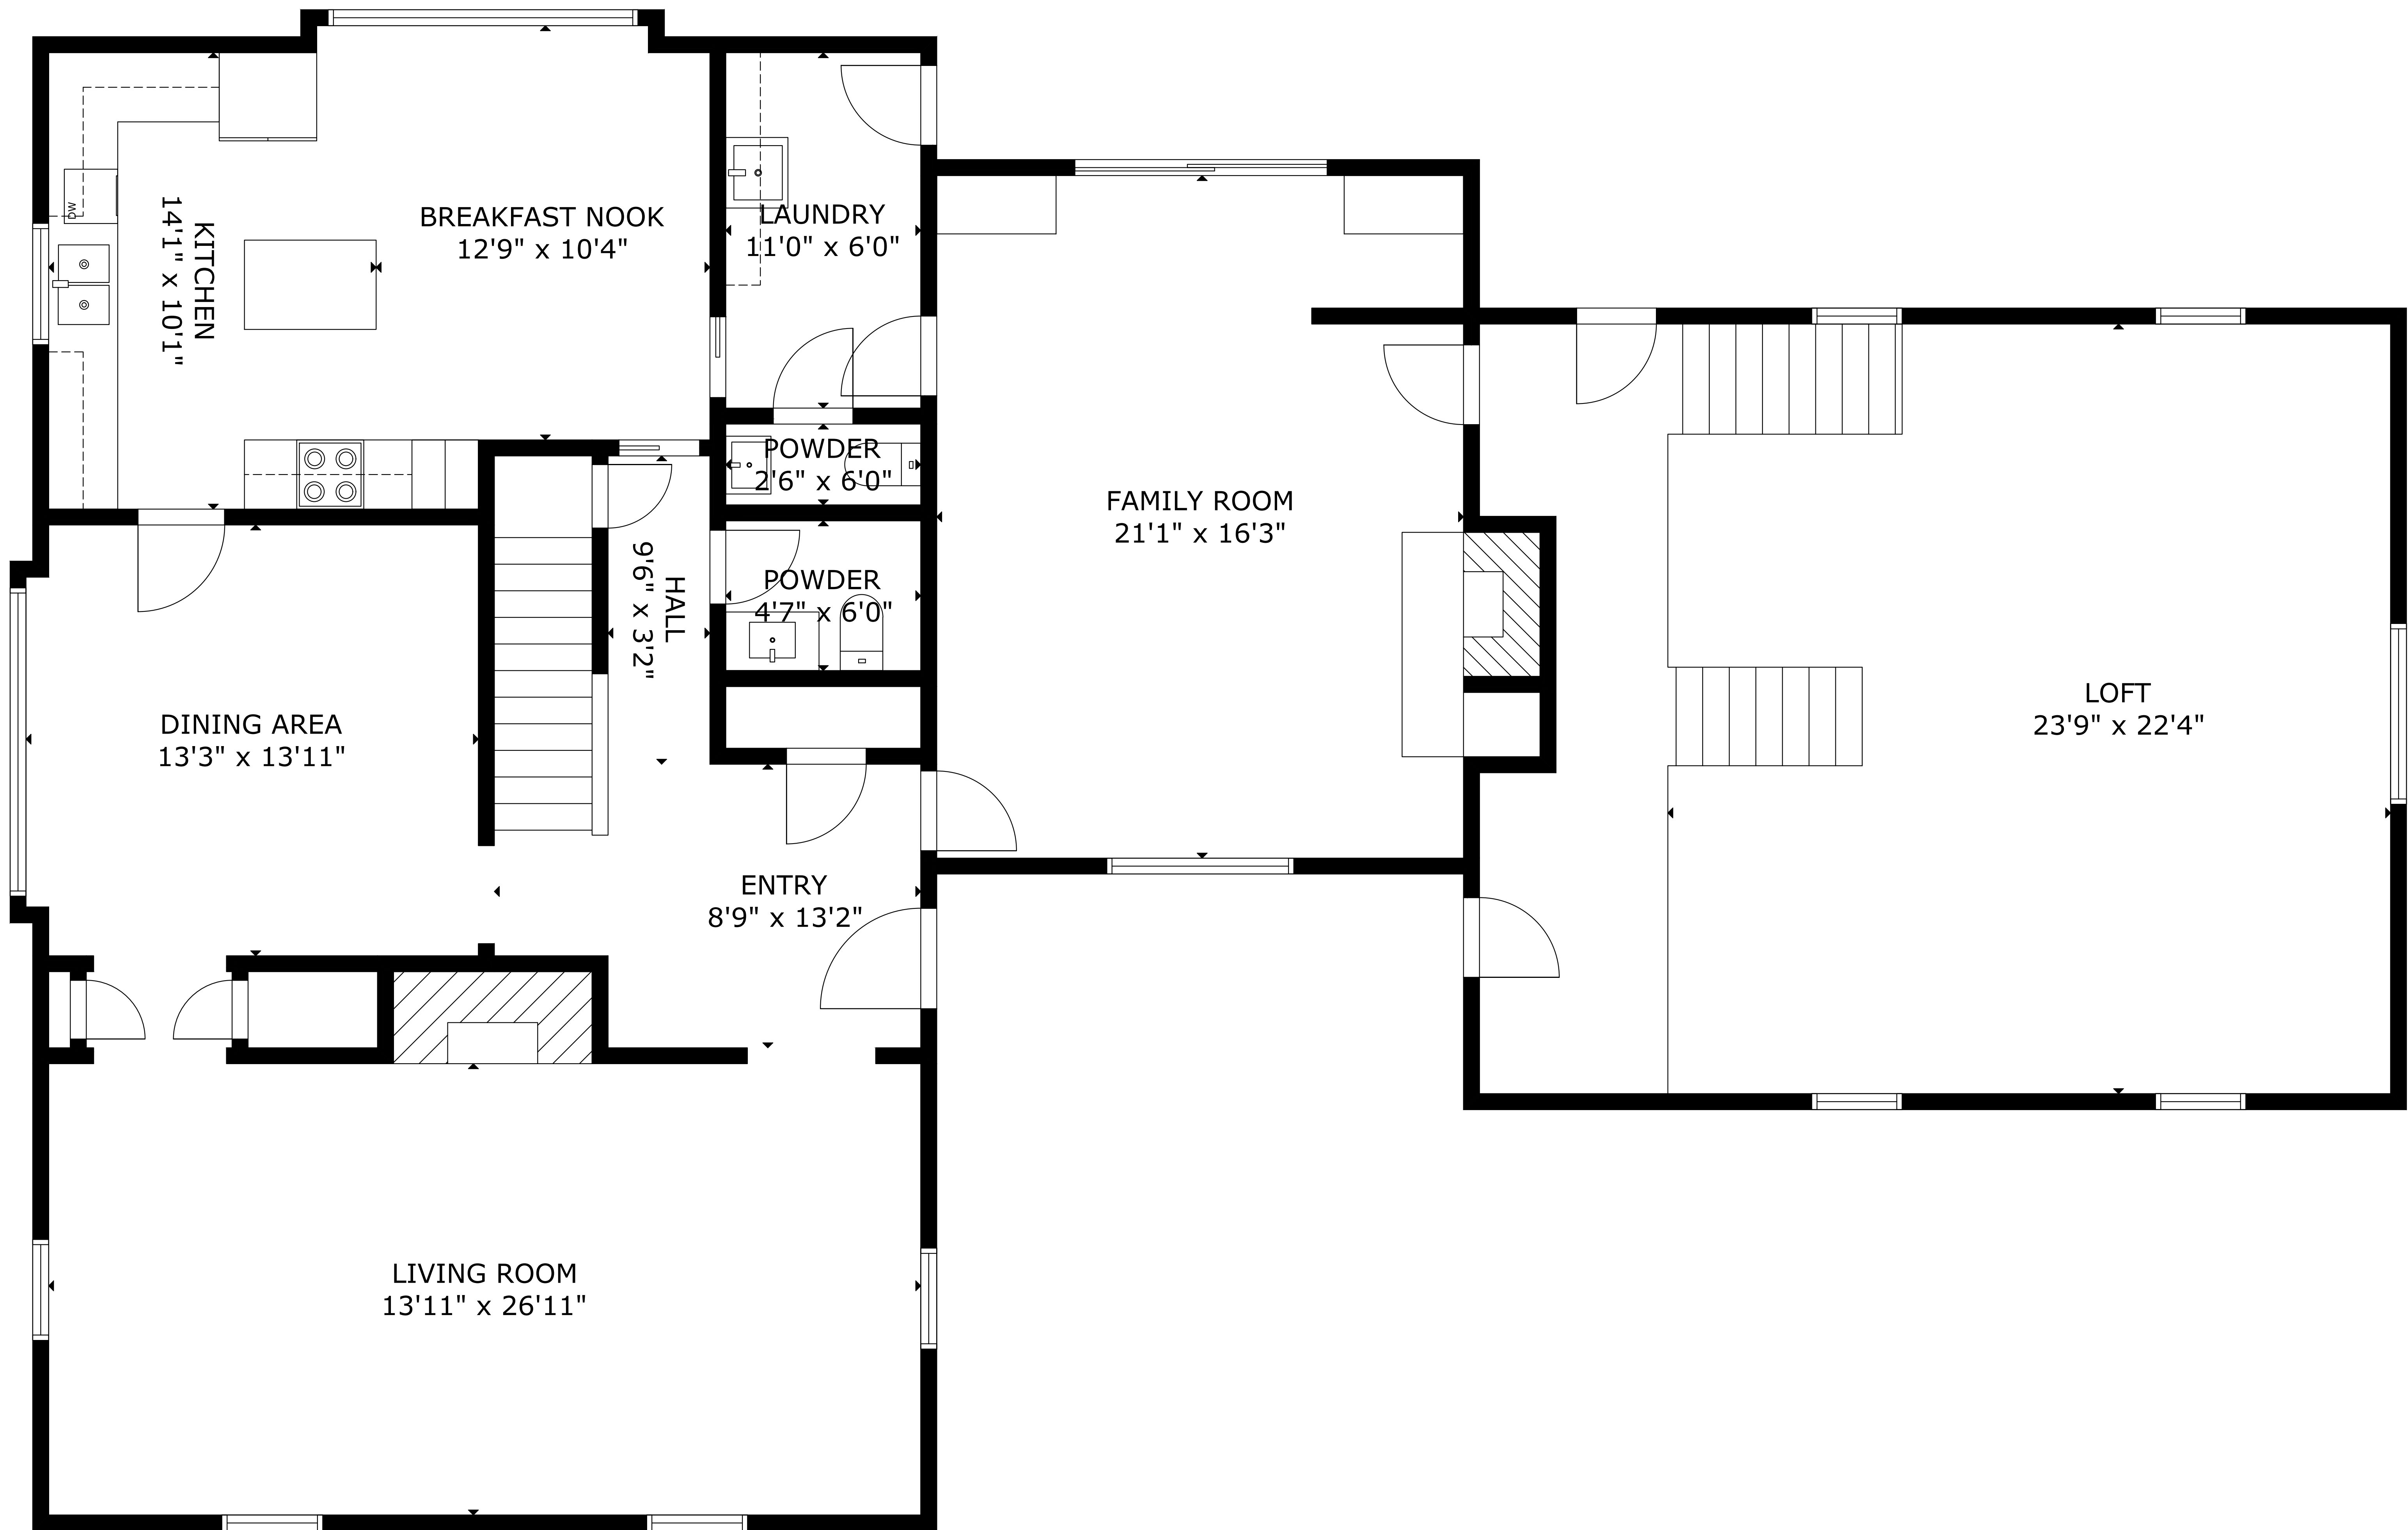 BREAKFAST NOOK
12'9" x 10'4"
LAUNDRY
11'0" x 6'0"
DW
KITCHEN
14'1" x 10'1"
POWDER
2'6" x 6'0"
FAMILY ROOM
21'1" x 16'3"
POWDER
4'7" x 6'0"
HALL
9'6" x 3'2"
LOFT
23'9" x 22'4"
DINING AREA
13'3" x 13'11"
ENTRY
8'9" x 13'2"
LIVING ROOM
13'11" x 26'11"